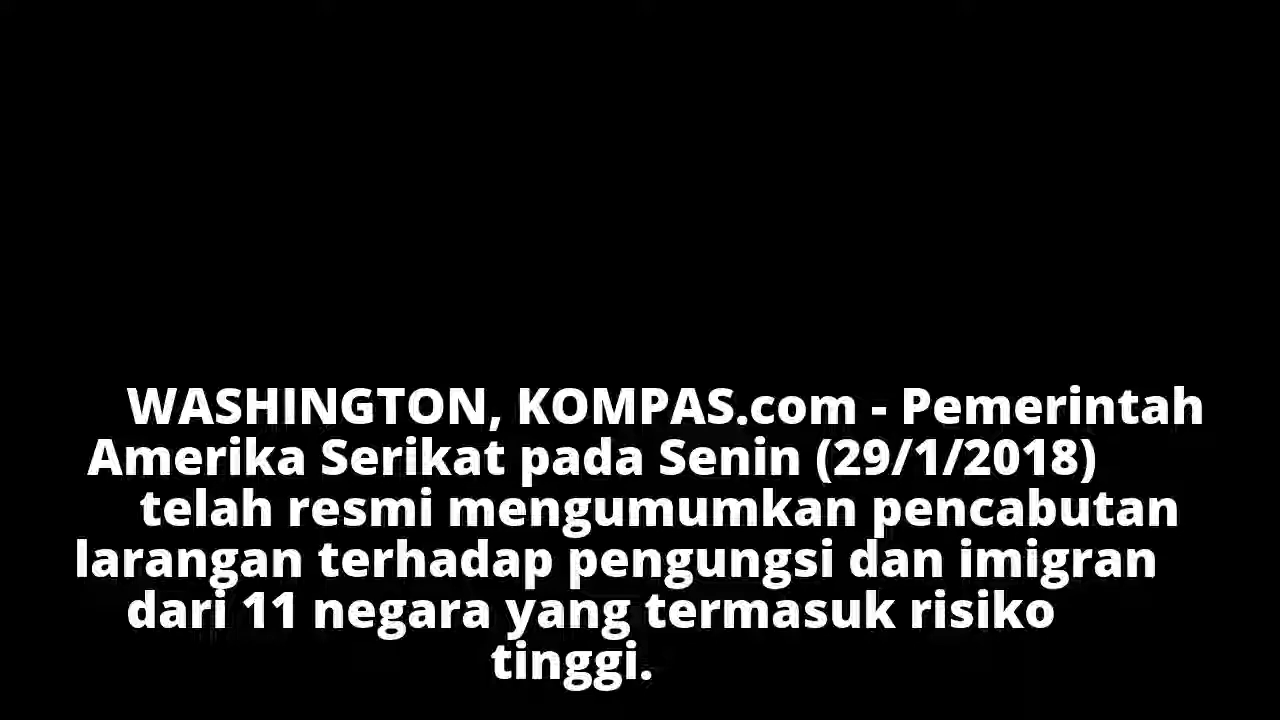 WASHINGTON, KOMPAS.com - Pemerintah
Amerika Serikat pada Senin (29/1/2018)
telah resmi mengumumkan pencabutan
larangan terhadap pengungsi dan imigran
dari 11 negara yang termasuk risiko
tinggi.